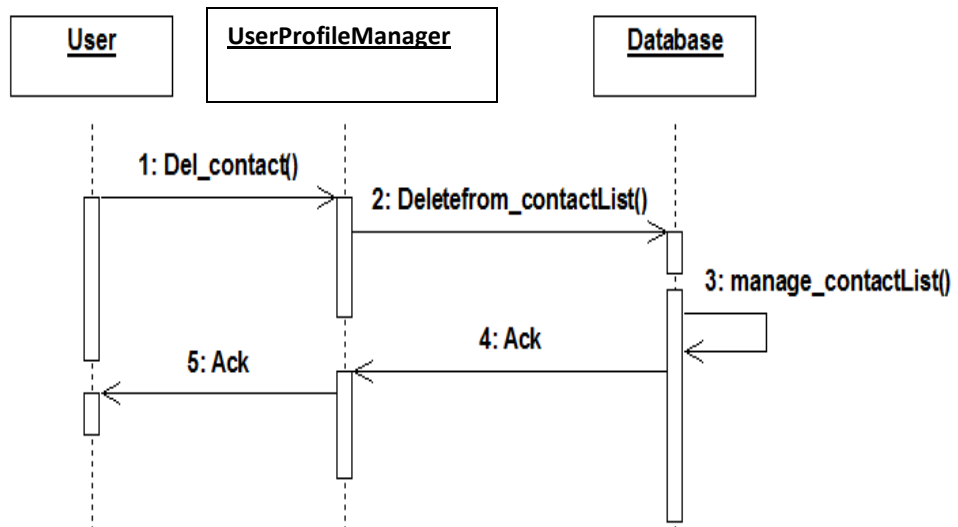 User
UserProfileManager
Database
1: Del_contact()
2: Deletefrom_contactList()
3: manage_contactList()
4: Ack
5: Ack